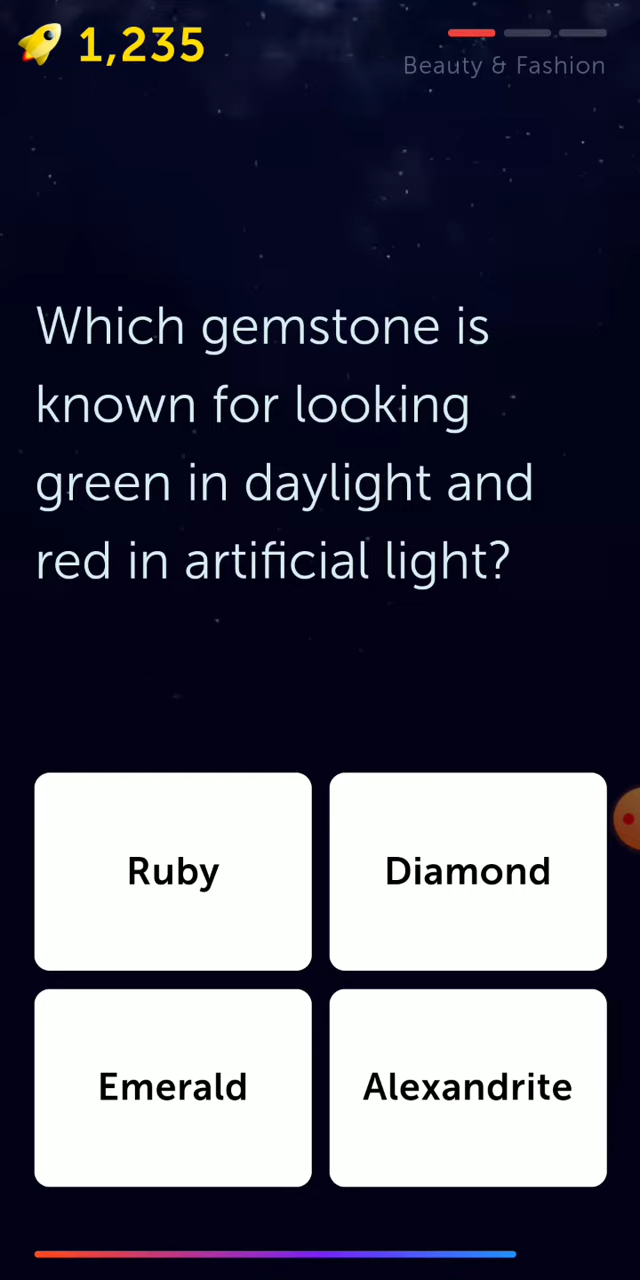 1,235
Beauty & Fashion
Which gemstone is
known for looking
green in daylight and
red in artificial light?
Ruby
Diamond
Emerald
Alexandrite